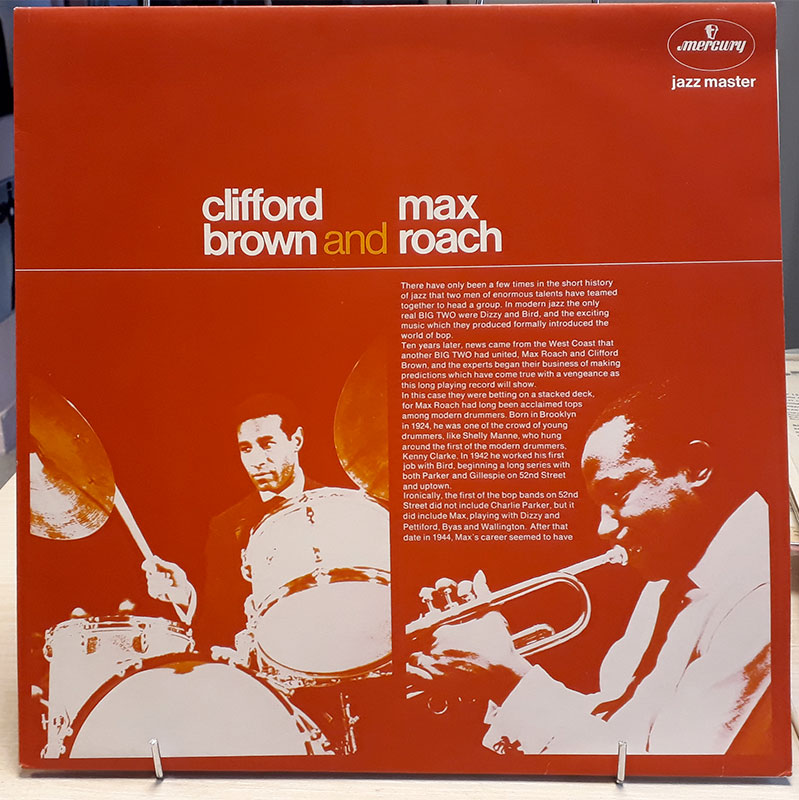 mercury
jazz master
clifford
brown and
max
roach
There have only been a few times in the short history
of jazz that two men of enormous talents have teamed
together to head a group. In modern jazz the only
real BIG TWO were Dizzy and Bird, and the exciting
music which they produced formally introduced the
world of bop.
Ten years later, news came from the West Coast that
another BIG TWO had united, Max Roach and Clifford
Brown, and the experts began their business of making
predictions which have come true with a vengeance as
this long playing record will show.
In this case they were betting on a stacked deck,
for Max Roach had long been acclaimed tops
among modern drummers. Born in Brooklyn
in 1924, he was one of the crowd of young
drummers, like Shelly Manne, who hung
around the first of the modern drummers,
Kenny Clarke. In 1942 he worked his first
job with Bird, beginning a long series with
both Parker and Gillespie on 52nd Street
and uptown.
Ironically, the first of the bop bands on 52nd
Street did not include Charlie Parker, but it
did include Max, playing with Dizzy and
Pettiford, Byas and Wallington. After that
date in 1944, Max's career seemed to have